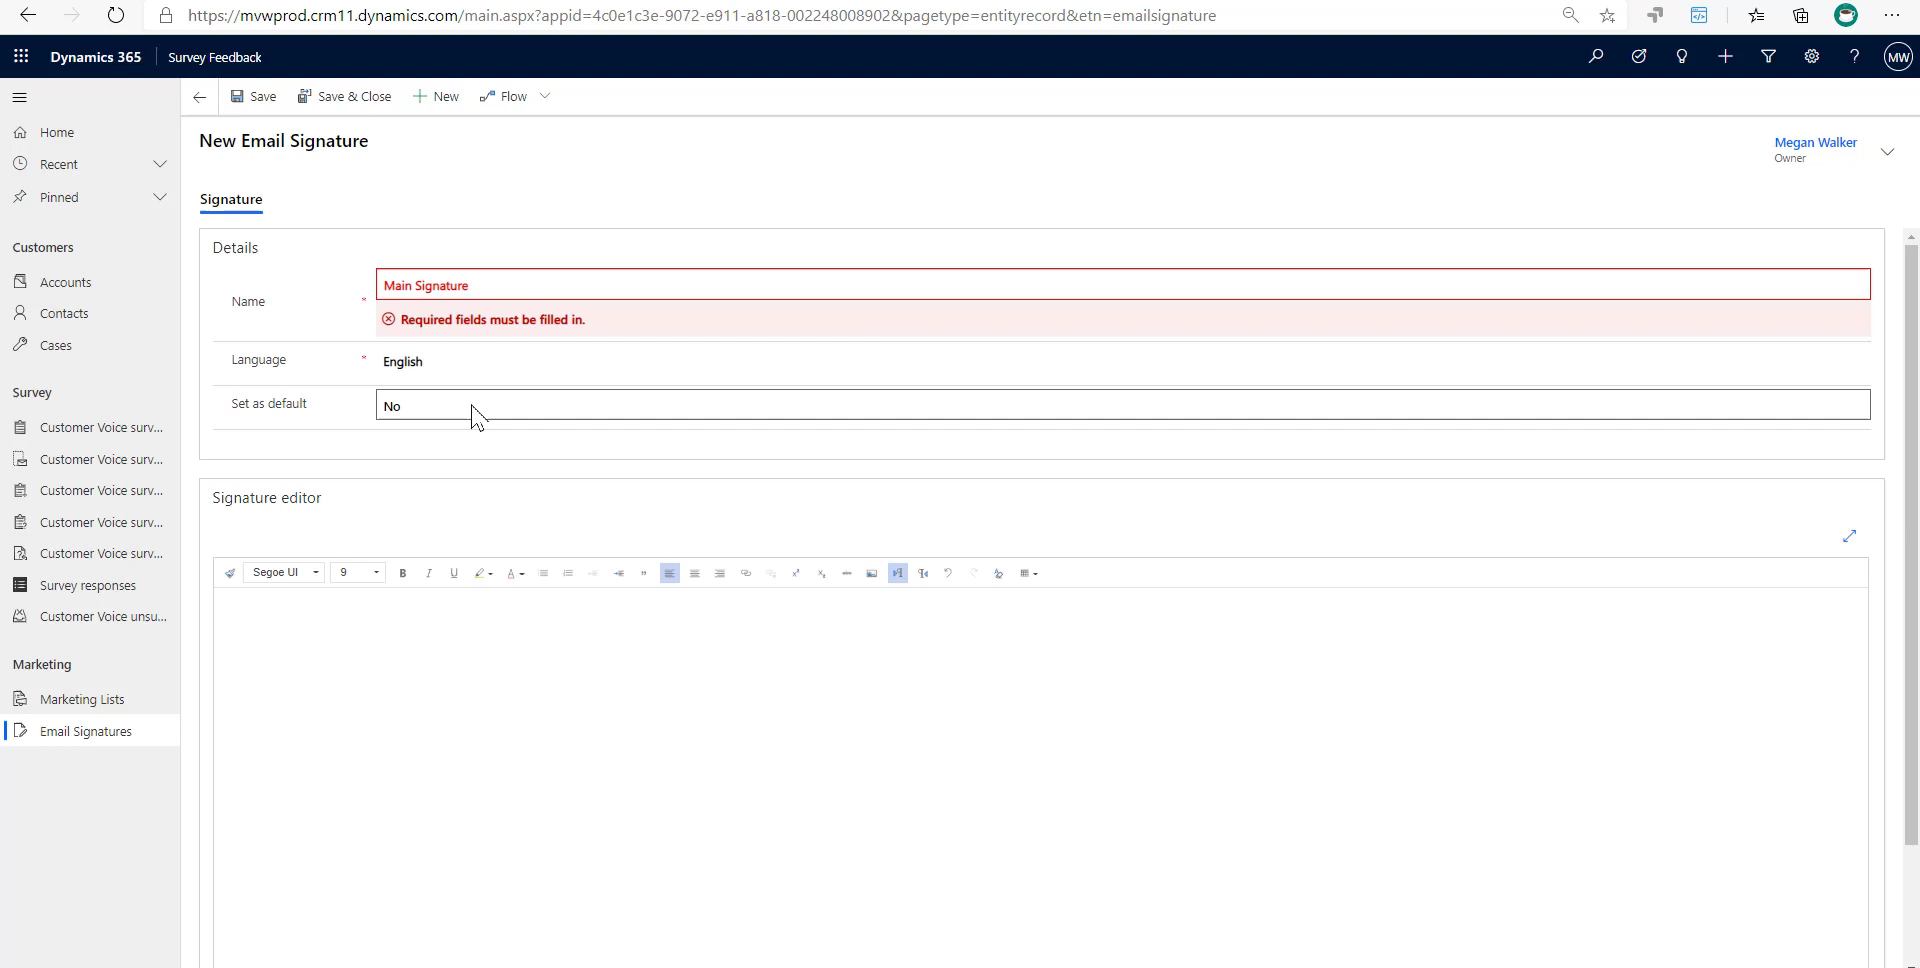 https://mvwprod.crm11.dynamics.com/main.aspx?appid=4c0e1c3e-9072-e911-a818-002248008902&pagetype=entityrecord&etn=emailsignature
Dynamics 365 Survey Feedback
MW
Save Save & Close New Flow
Home
Recent
Pinned
Customers
Accounts
Contacts
Cases
Survey
Customer Voice surv...
Customer Voice surv...
Customer Voice surv...
Customer Voice surv...
Customer Voice surv...
Survey responses
Customer Voice unsu...
Marketing
Marketing Lists
Email Signatures
New Email Signature
Megan Walker
Owner
Signature
Details
Name * Main Signature
Required fields must be filled in.
Language * English
Set as default No
Signature editor
Segoe UI 9 B I U A